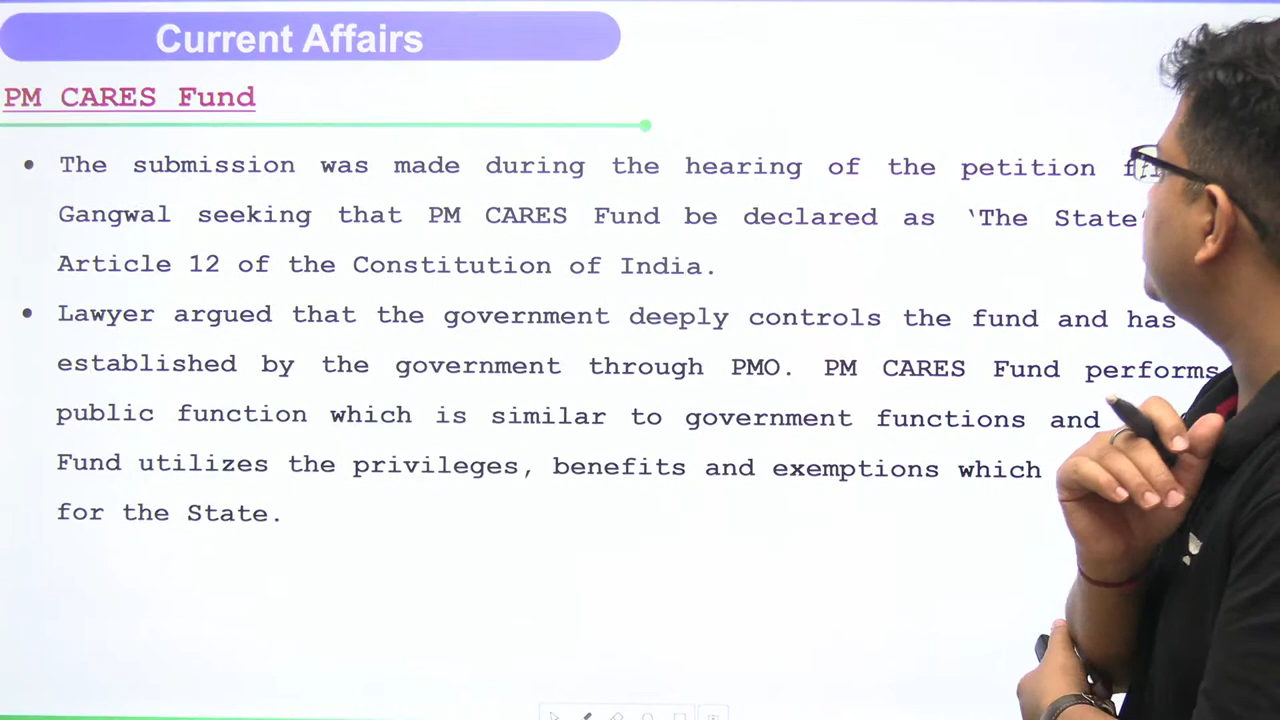 Current Affairs
PM CARES Fund
• The submission was made during the hearing of the petition
Gangwal seeking that PM CARES Fund be declared as 'The State'
Article 12 of the Constitution of India.
• Lawyer argued that the government deeply controls the fund and has
established by the government through PMO. PM CARES Fund performs
public function which is similar to government functions and
Fund utilizes the privileges, benefits and exemptions which
for the State.